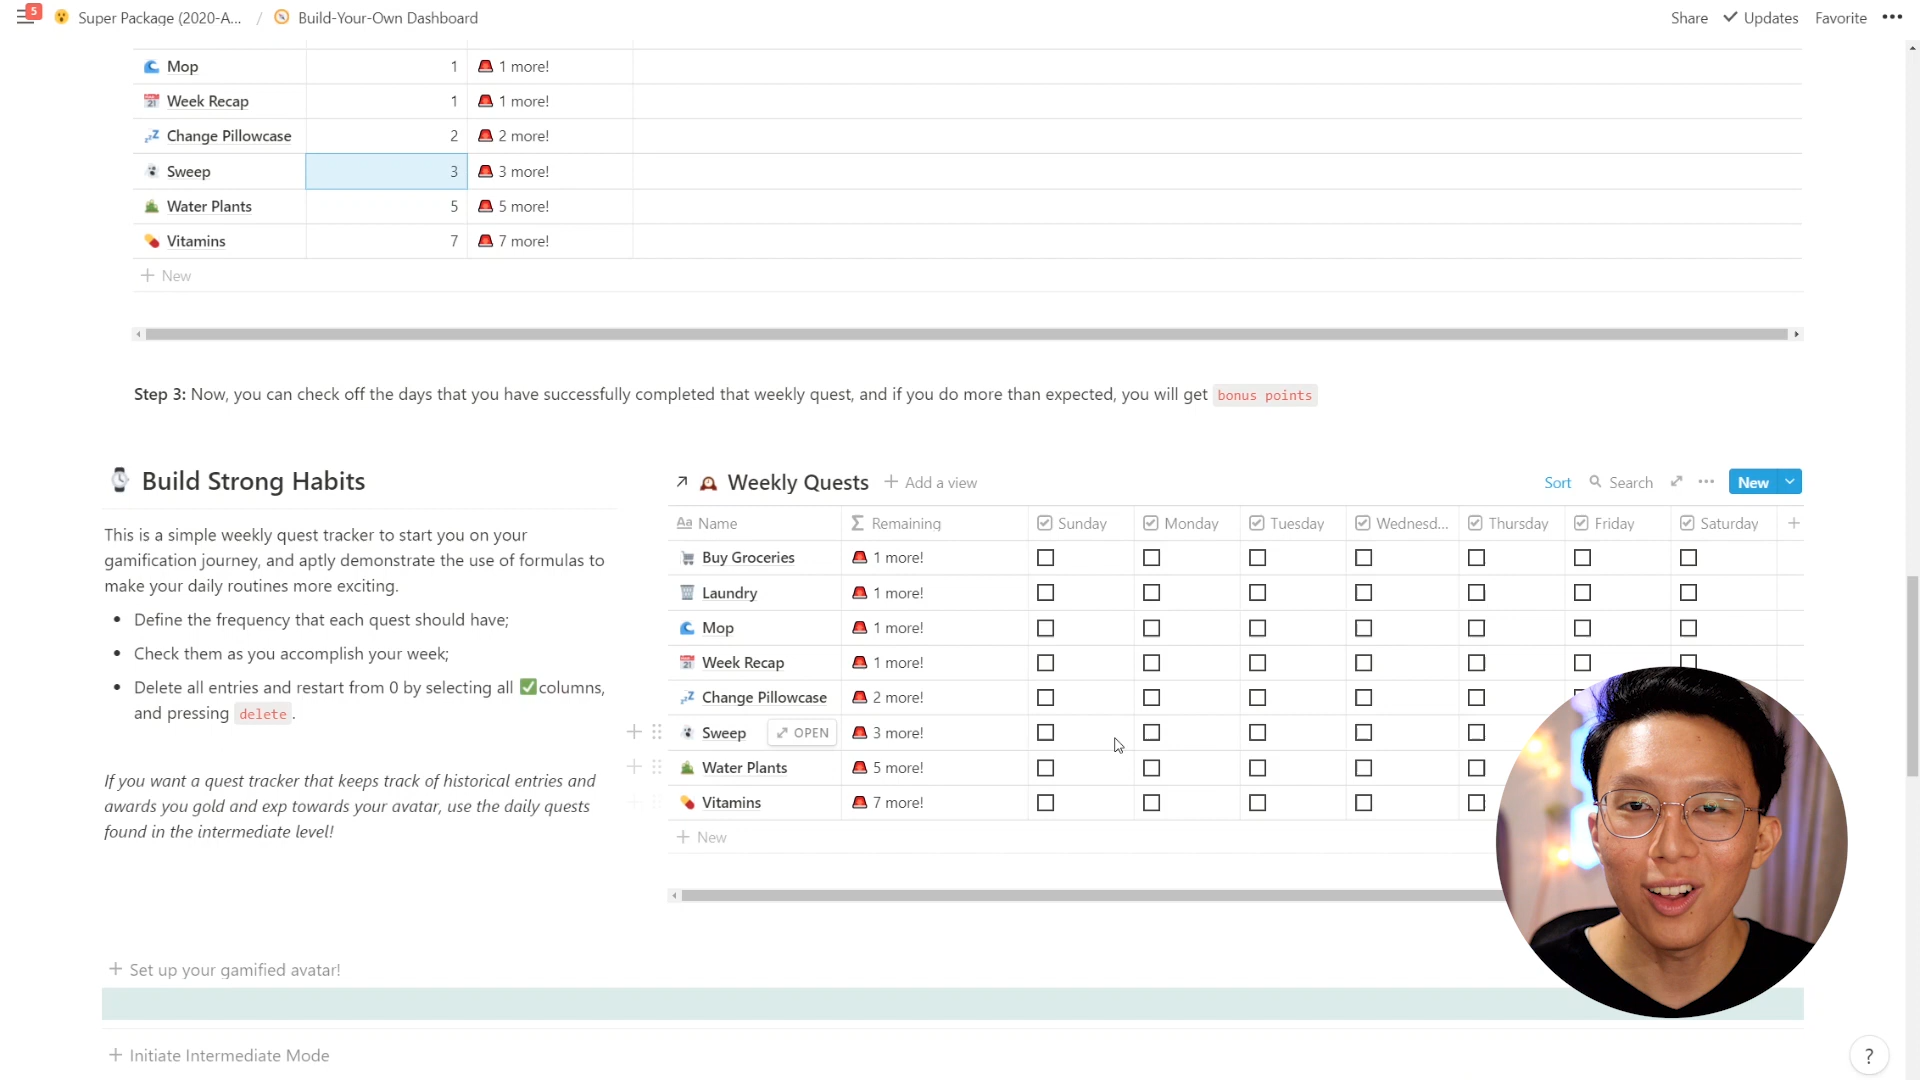 5 Super Package (2020-A... / Build-Your-Own Dashboard Share Updates Favorite •••
Mop 1 1 more!
Week Recap 1 1 more!
Change Pillowcase 2 2 more!
Sweep 3 3 more!
Water Plants 5 5 more!
Vitamins 7 7 more!
+ New
Step 3: Now, you can check off the days that you have successfully completed that weekly quest, and if you do more than expected, you will get bonus points
Build Strong Habits
This is a simple weekly quest tracker to start you on your
gamification journey, and aptly demonstrate the use of formulas to
make your daily routines more exciting.
• Define the frequency that each quest should have;
• Check them as you accomplish your week;
• Delete all entries and restart from 0 by selecting all ✅columns,
and pressing delete.
If you want a quest tracker that keeps track of historical entries and
awards you gold and exp towards your avatar, use the daily quests
found in the intermediate level!
Weekly Quests + Add a view Sort Search ••• New
Aa Name Σ Remaining Sunday Monday Tuesday Wednesd... Thursday Friday Saturday +
Buy Groceries 1 more!
Laundry 1 more!
Mop 1 more!
Week Recap 1 more!
Change Pillowcase 2 more!
Sweep OPEN 3 more!
Water Plants 5 more!
Vitamins 7 more!
+ New
+ Set up your gamified avatar!
+ Initiate Intermediate Mode
?